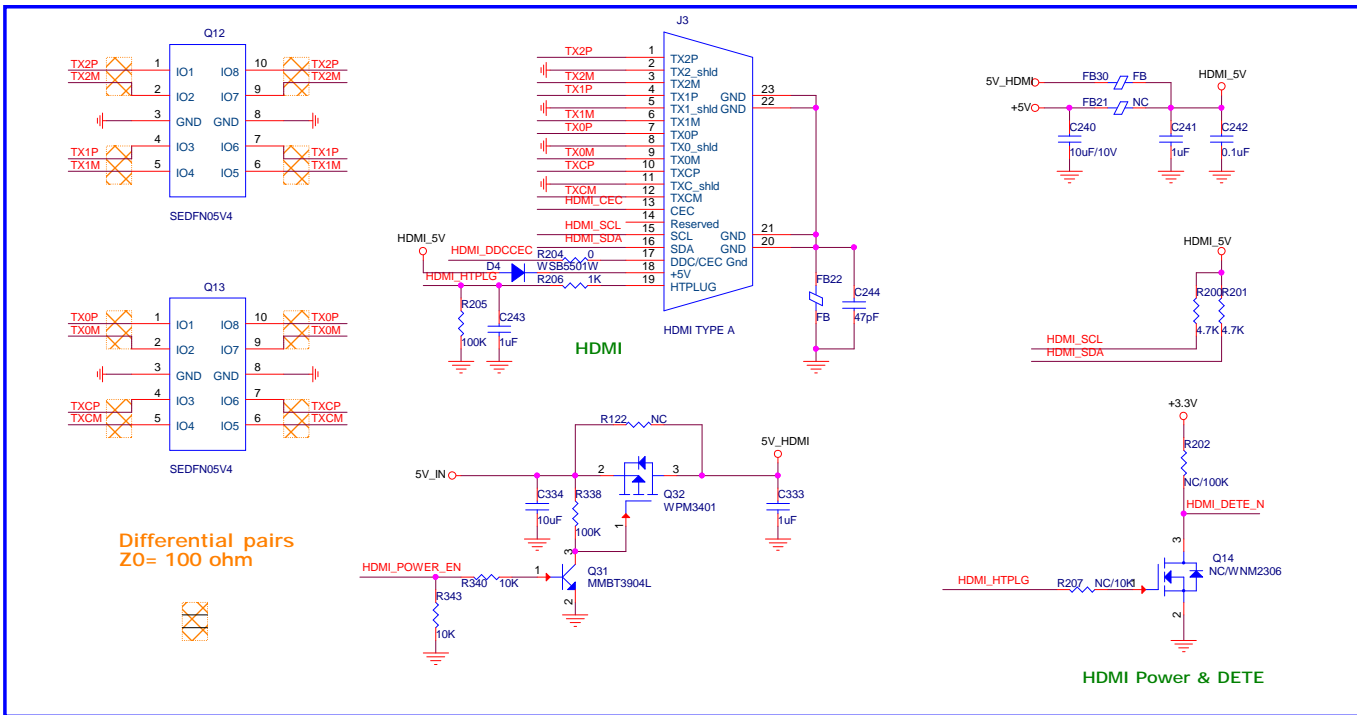 Q12
TX2P
TX2M
TX1P
TX1M
1
2
3
4
5
IO1
IO2
GND
IO3
IO4
IO8
IO7
GND
IO6
IO5
10
9
8
7
6
TX2P
TX2M
TX1P
TX1M
SEDFN05V4
Q13
TX0P
TX0M
TXCP
TXCM
1
2
3
4
5
IO1
IO2
GND
IO3
IO4
IO8
IO7
GND
IO6
IO5
10
9
8
7
6
TX0P
TX0M
TXCP
TXCM
SEDFN05V4
Differential pairs
Z0= 100 ohm
J3
TX2P 1 TX2P
2 TX2_shld
TX2M 3 TX2M
TX1P 4 TX1P
5 TX1_shld
TX1M 6 TX1M
TX0P 7 TX0P
8 TX0_shld
TX0M 9 TX0M
TXCP 10 TXCP
11 TXC_shld
TXCM 12 TXCM
HDMI_CEC 13 CEC
14 Reserved
HDMI_SCL 15 SCL
HDMI_SDA 16 SDA
HDMI_DDCCEC R204 0 17 DDC/CEC Gnd
HDMI_5V D4 WSB5501W 18 +5V
HDMI_HTPLG R206 1K 19 HTPLUG
GND 23
GND 22
GND 21
GND 20
R205
100K
C243
1uF
FB22
FB
C244
47pF
HDMI TYPE A
HDMI
5V_HDMI FB30 FB HDMI_5V
+5V FB21 NC
C240
10uF/10V
C241
1uF
C242
0.1uF
HDMI_5V
R200 R201
4.7K 4.7K
HDMI_SCL
HDMI_SDA
R122 NC
5V_IN
2
3
5V_HDMI
C334
10uF
R338
100K
1
Q32
WPM3401
C333
1uF
HDMI_POWER_EN
R340 10K
1
3
2
Q31
MMBT3904L
R343
10K
+3.3V
R202
NC/100K
HDMI_DETE_N
3
HDMI_HTPLG
R207 NC/10K
1
2
Q14
NC/WNM2306
HDMI Power & DETE